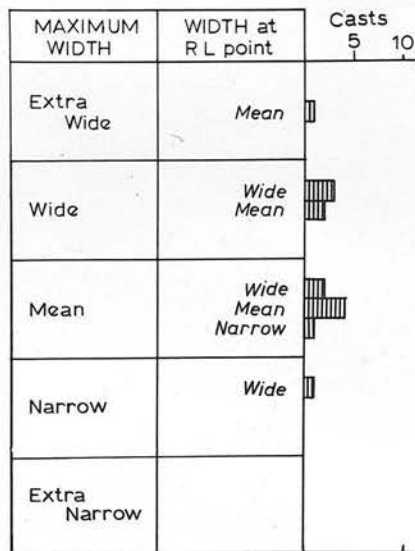 MAXIMUM WIDTH
WIDTH at R L point
Casts
5 10
Extra Wide
Mean
Wide
Wide
Mean
Mean
Wide
Mean
Narrow
Narrow
Wide
Extra Narrow